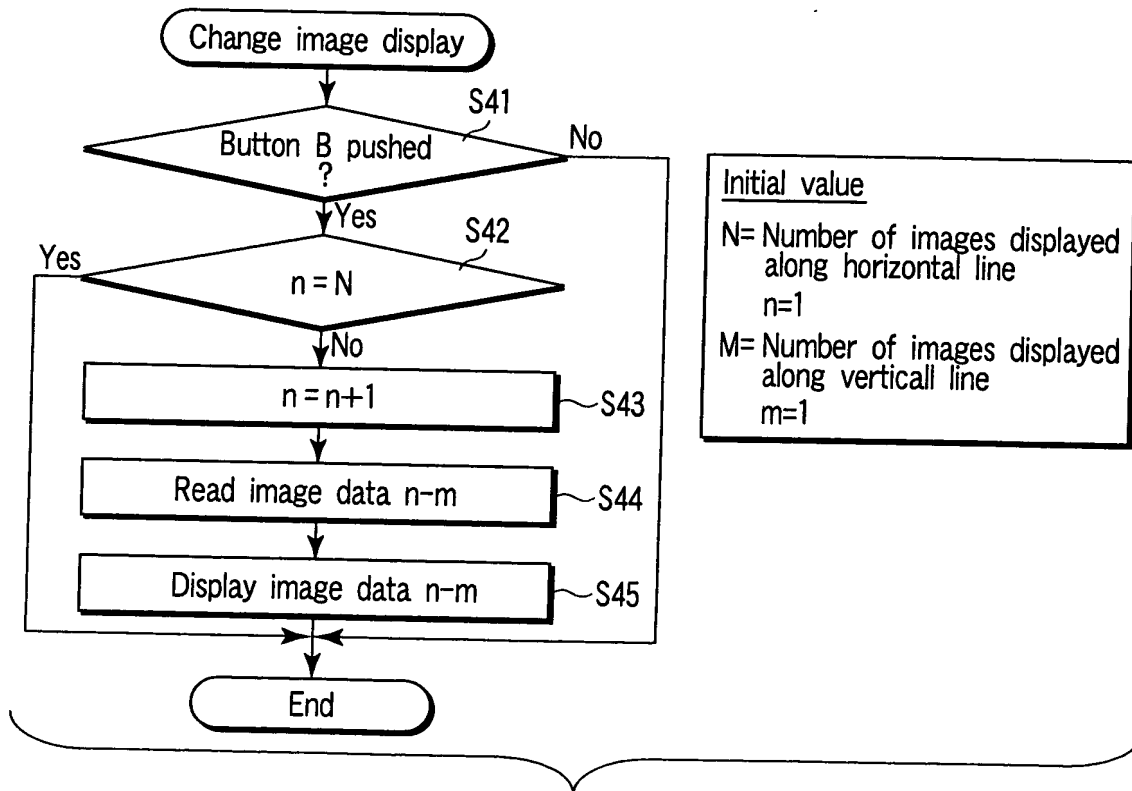 Change image display
S41
Button B pushed
?
No
Yes
S42
Yes
n=N
No
n=n+1
S43
Read image data n-m
S44
Display image data n-m
S45
End
Initial value
N= Number of images displayed
along horizontal line
n=1
M= Number of images displayed
along verticall line
m=1